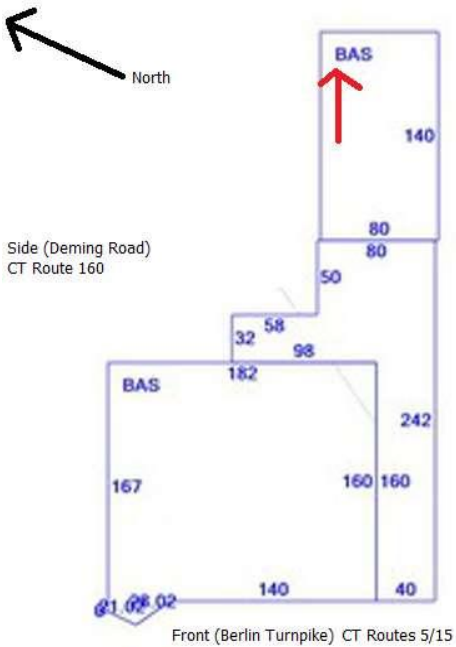 North
BAS
140
80
80
Side (Deming Road)
CT Route 160
50
58
32
98
182
BAS
242
167
160 160
140
40
Front (Berlin Turnpike) CT Routes 5/15